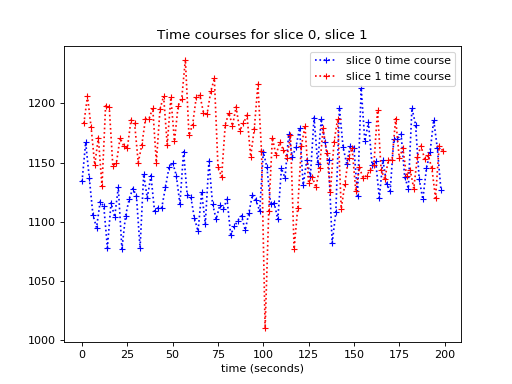 Time courses for slice 0, slice 1
slice 0 time course
slice 1 time course
1200
1150
1100
1050
1000
0 25 50 75 100 125 150 175 200
time (seconds)